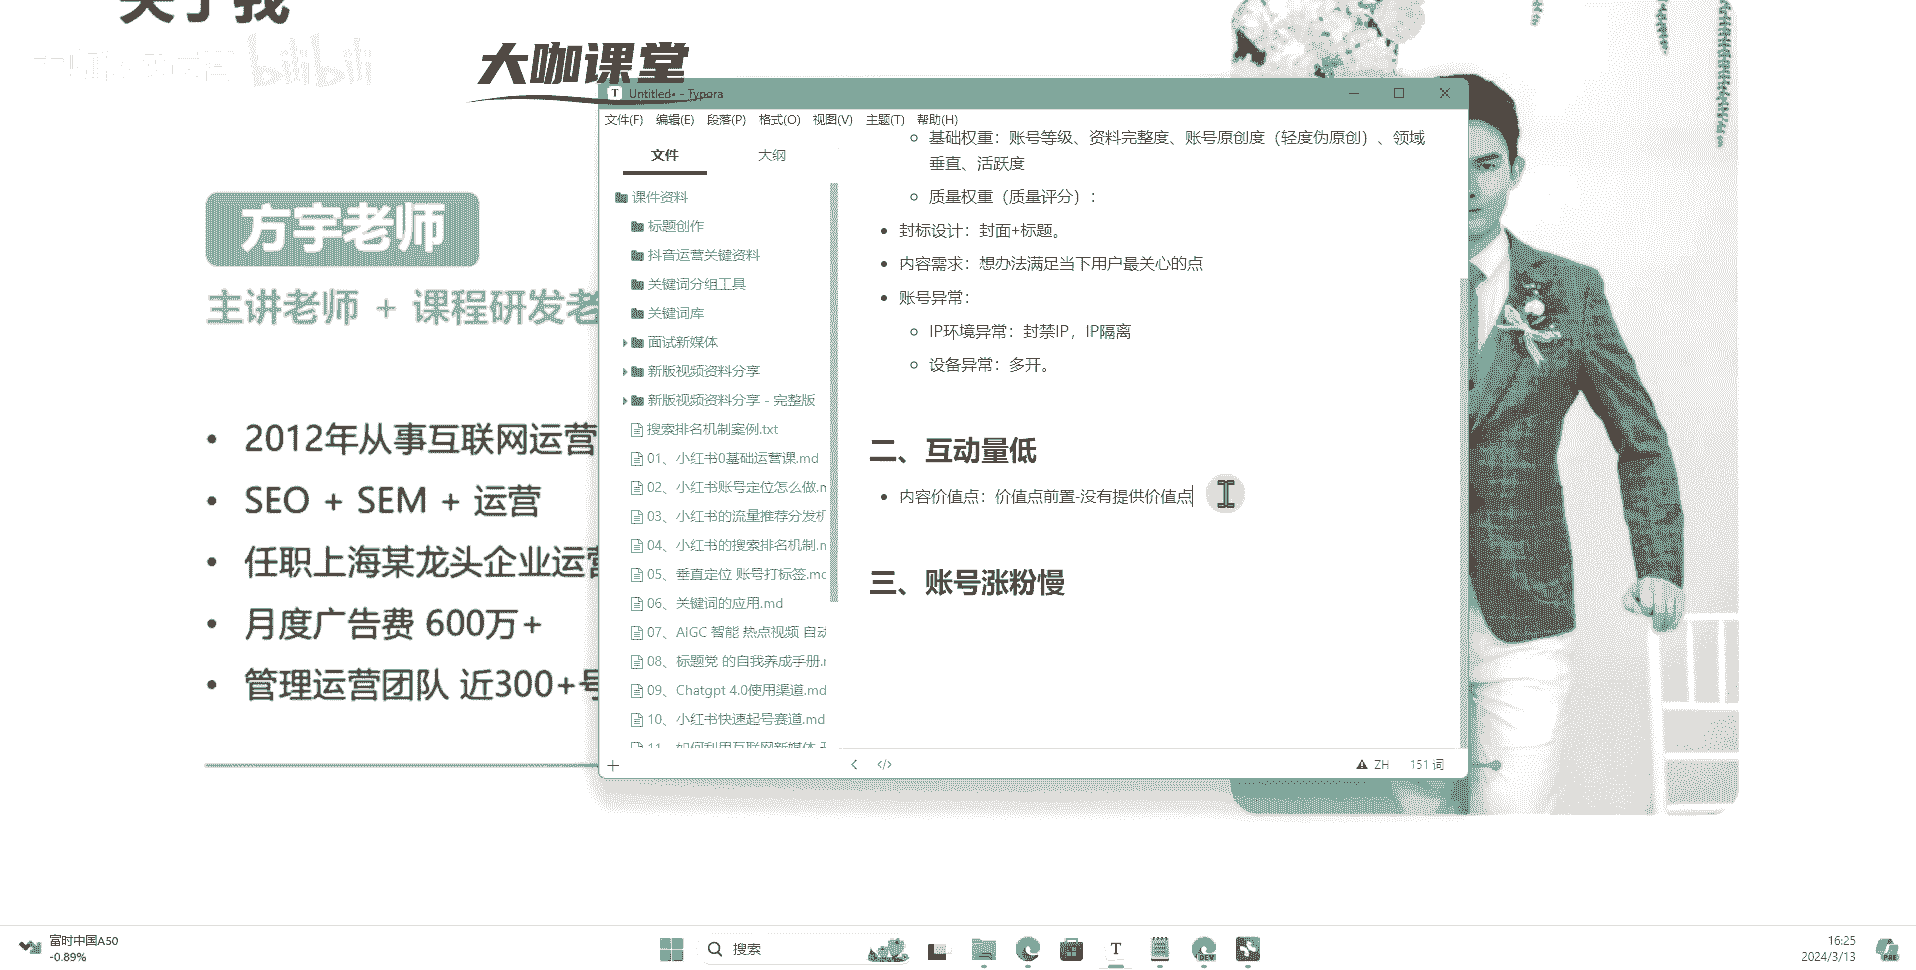 关于我
bilibili
大咖课堂
方宇老师
主讲老师 + 课程研发老
• 2012年从事互联网运营
• SEO + SEM + 运营
• 任职上海某龙头企业运营
• 月度广告费 600万+
• 管理运营团队 近300+号
Untitled• - Typora
文件(F) 编辑(E) 段落(P) 格式(O) 视图(V) 主题(T) 帮助(H)
文件 大纲
课件资料
标题创作
抖音运营关键资料
关键词分组工具
关键词库
面试新媒体
新版视频资料分享
新版视频资料分享 - 完整版
搜索排名机制案例.txt
01、小红书0基础运营课.md
02、小红书账号定位怎么做.m
03、小红书的流量推荐分发机
04、小红书的搜索排名机制.m
05、垂直定位 账号打标签.mc
06、关键词的应用.md
07、AIGC 智能 热点视频 自动
08、标题党 的自我养成手册.r
09、Chatgpt 4.0使用渠道.md
10、小红书快速起号赛道.md
11、如何利用互联网新媒体
基础权重：账号等级、资料完整度、账号原创度（轻度伪原创）、领域
垂直、活跃度
质量权重（质量评分）：
• 封标设计：封面+标题。
• 内容需求：想办法满足当下用户最关心的点
• 账号异常：
IP环境异常：封禁IP，IP隔离
设备异常：多开。
二、互动量低
• 内容价值点：价值点前置-没有提供价值点
三、账号涨粉慢
ZH 151 词
富时中国A50
-0.89%
搜索
DEV
16:25
2024/3/13
PRE